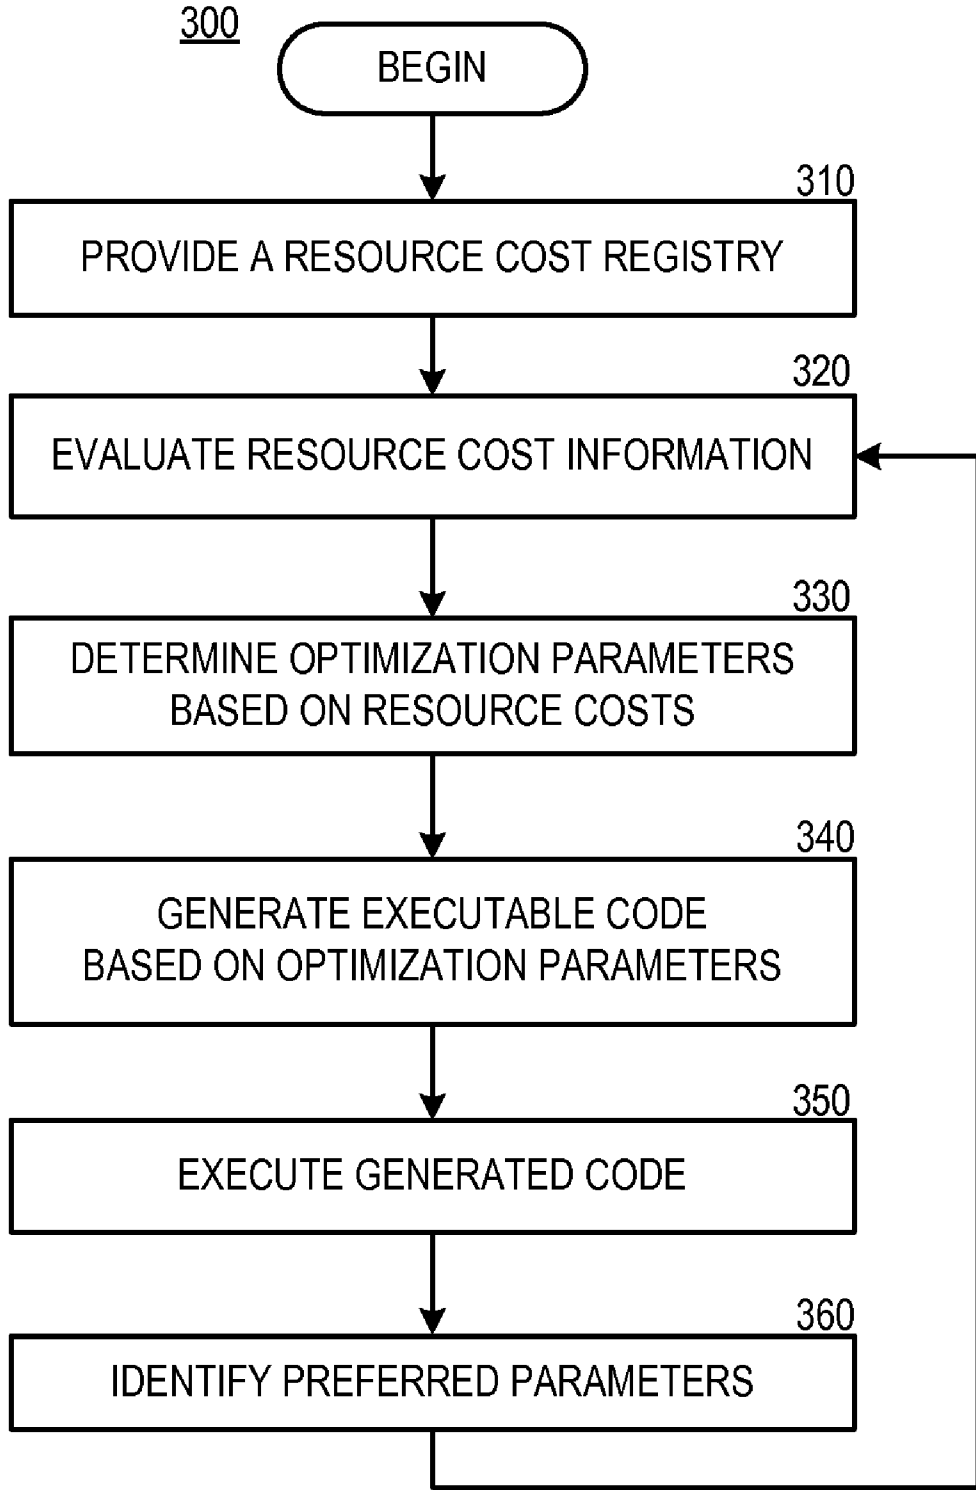 300
BEGIN
310
PROVIDE A RESOURCE COST REGISTRY
320
EVALUATE RESOURCE COST INFORMATION
330
DETERMINE OPTIMIZATION PARAMETERS
BASED ON RESOURCE COSTS
340
GENERATE EXECUTABLE CODE
BASED ON OPTIMIZATION PARAMETERS
350
EXECUTE GENERATED CODE
360
IDENTIFY PREFERRED PARAMETERS